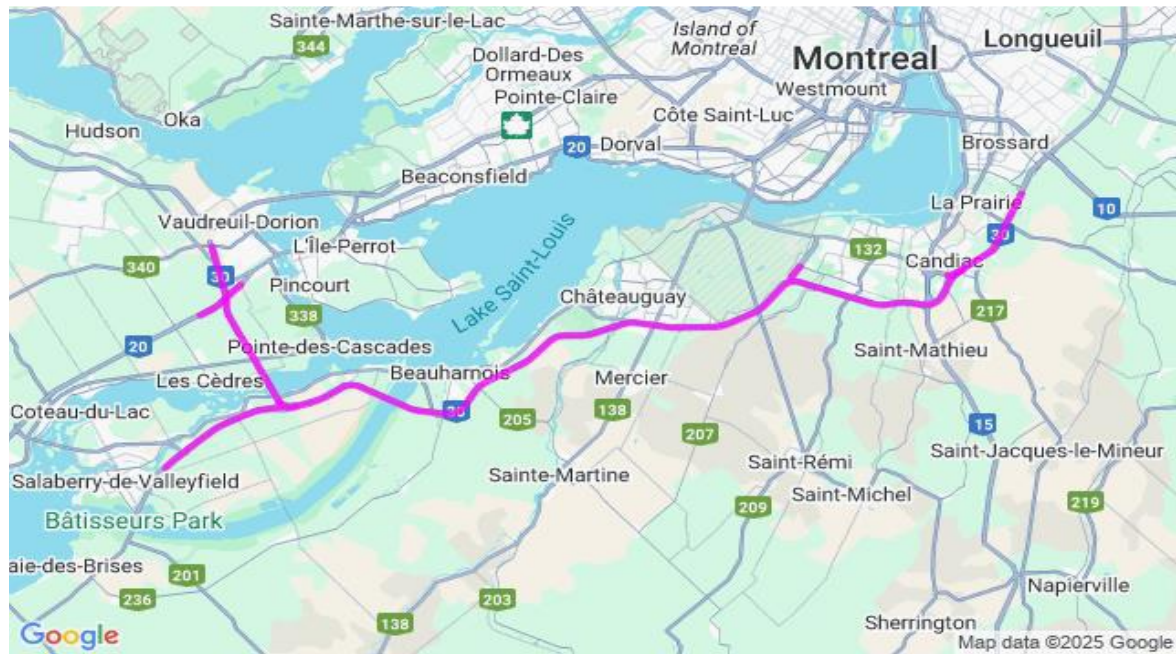 Sainte-Marthe-sur-le-Lac
344
Island of
Montreal
Montreal
Longueuil
Dollard-Des
Ormeaux
Pointe-Claire
Westmount
Oka
Hudson
Côte Saint-Luc
20
Dorval
Brossard
Beaconsfield
Vaudreuil-Dorion
La Prairie
10
L'Île-Perrot
132
30
340
30
Candiac
Pincourt
Lake Saint-Louis
Châteauguay
338
217
20
Pointe-des-Cascades
Saint-Mathieu
Les Cèdres
Beauharnois
Mercier
Coteau-du-Lac
30
205
138
207
15
Saint-Jacques-le-Mineur
Salaberry-de-Valleyfield
Sainte-Martine
Saint-Rémi
Saint-Michel
219
209
Bâtisseurs Park
aie-des-Brises
201
Napierville
236
203
138
Sherrington
Google
Map data ©2025 Google